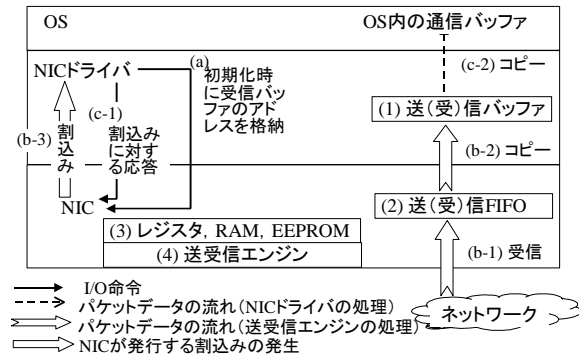 OS
OS内の通信バッファ
NICドライバ
(a)
初期化時
に受信バッ
ファのアド
レスを格納
(c-2) コピー
(1) 送(受)信バッファ
(c-1)
割込み
に対す
る応答
(b-3)
割込み
(b-2) コピー
NIC
(2) 送(受)信FIFO
(3) レジスタ, RAM, EEPROM
(4) 送受信エンジン
(b-1) 受信
I/O命令
パケットデータの流れ(NICドライバの処理)
パケットデータの流れ(送受信エンジンの処理)
NICが発行する割込みの発生
ネットワーク